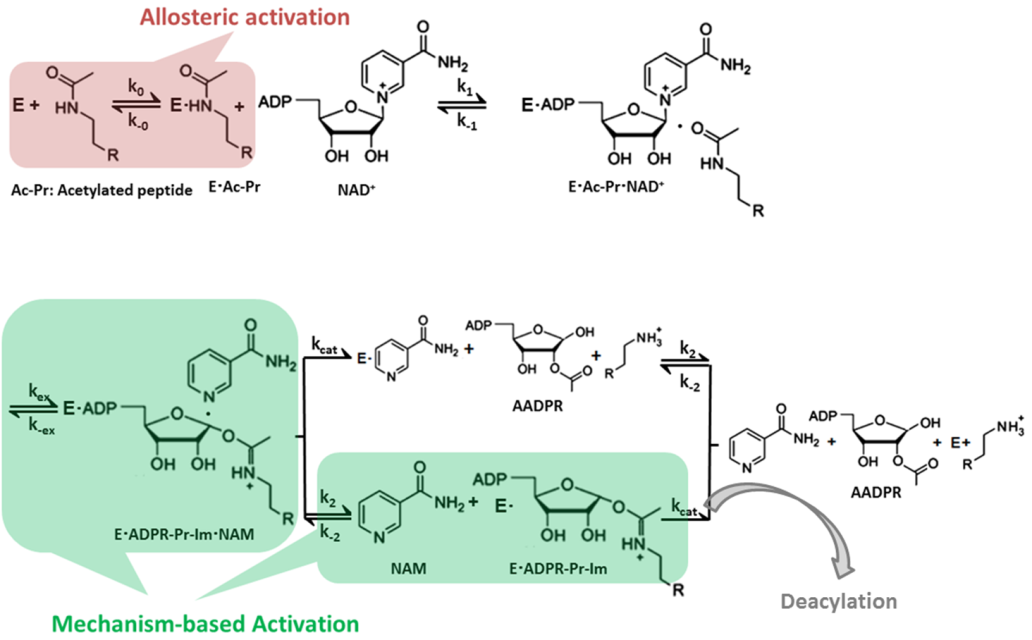 Allosteric activation
E +
O
HN
R
k0
k-0
E·HN
O
R
+
ADP
O
N+
O
NH2
OH OH
k1
k-1
E·ADP
O
N+
O
NH2
OH OH
· O
HN
R
Ac-Pr: Acetylated peptide
E·Ac-Pr
NAD+
E·Ac-Pr·NAD+
kex
k-ex
E·ADP
O
N
O
NH2
·
O
OH OH
HN+
R
E·ADPR-Pr-Im·NAM
kcat
E·
N
O
NH2
+
ADP
O
OH
OH
O
O
AADPR
+
NH3+
R
k2
k-2
k2
k-2
N
O
NH2
+
NAM
E·
ADP
O
O
OH OH
HN+
R
E·ADPR-Pr-Im
kcat
N
O
NH2
+
ADP
O
OH
OH
O
O
AADPR
+ E+
NH3+
R
Deacylation
Mechanism-based Activation